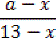 a − x
13 − x